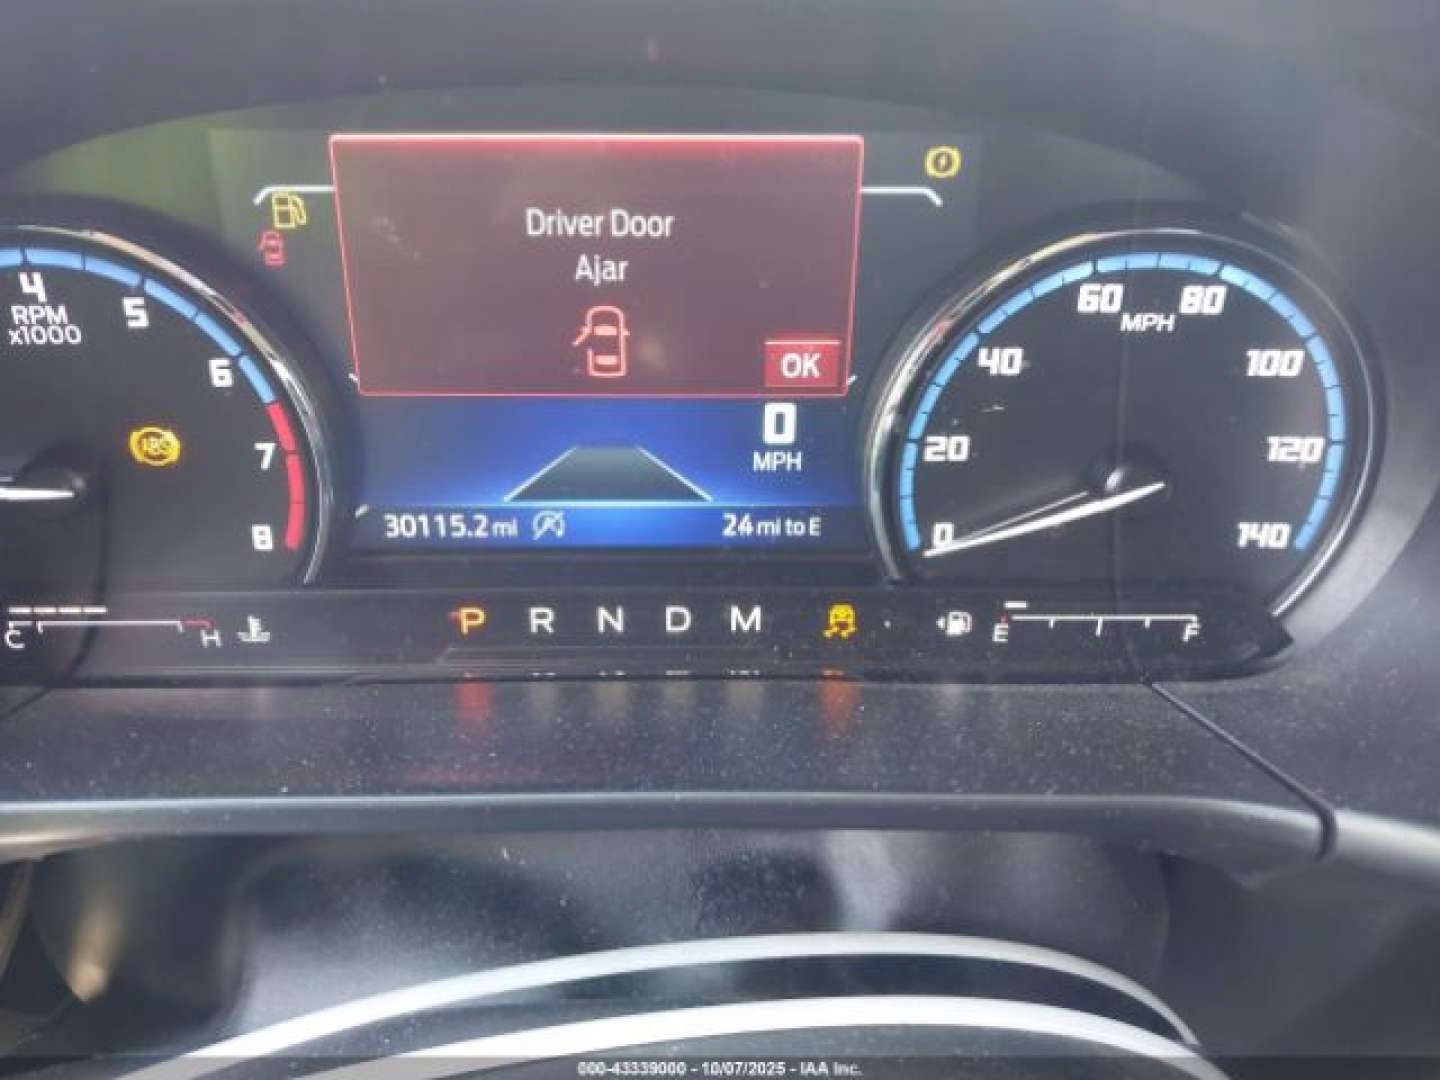 Driver Door
Ajar
OK
4
RPM
x1000
5
6
7
8
ABS
0
MPH
30115.2 mi
24 mi to E
0
20
40
60
80
100
120
140
MPH
C
H
P R N D M
E
F
000-43339000 - 10/07/2025 - IAA Inc.